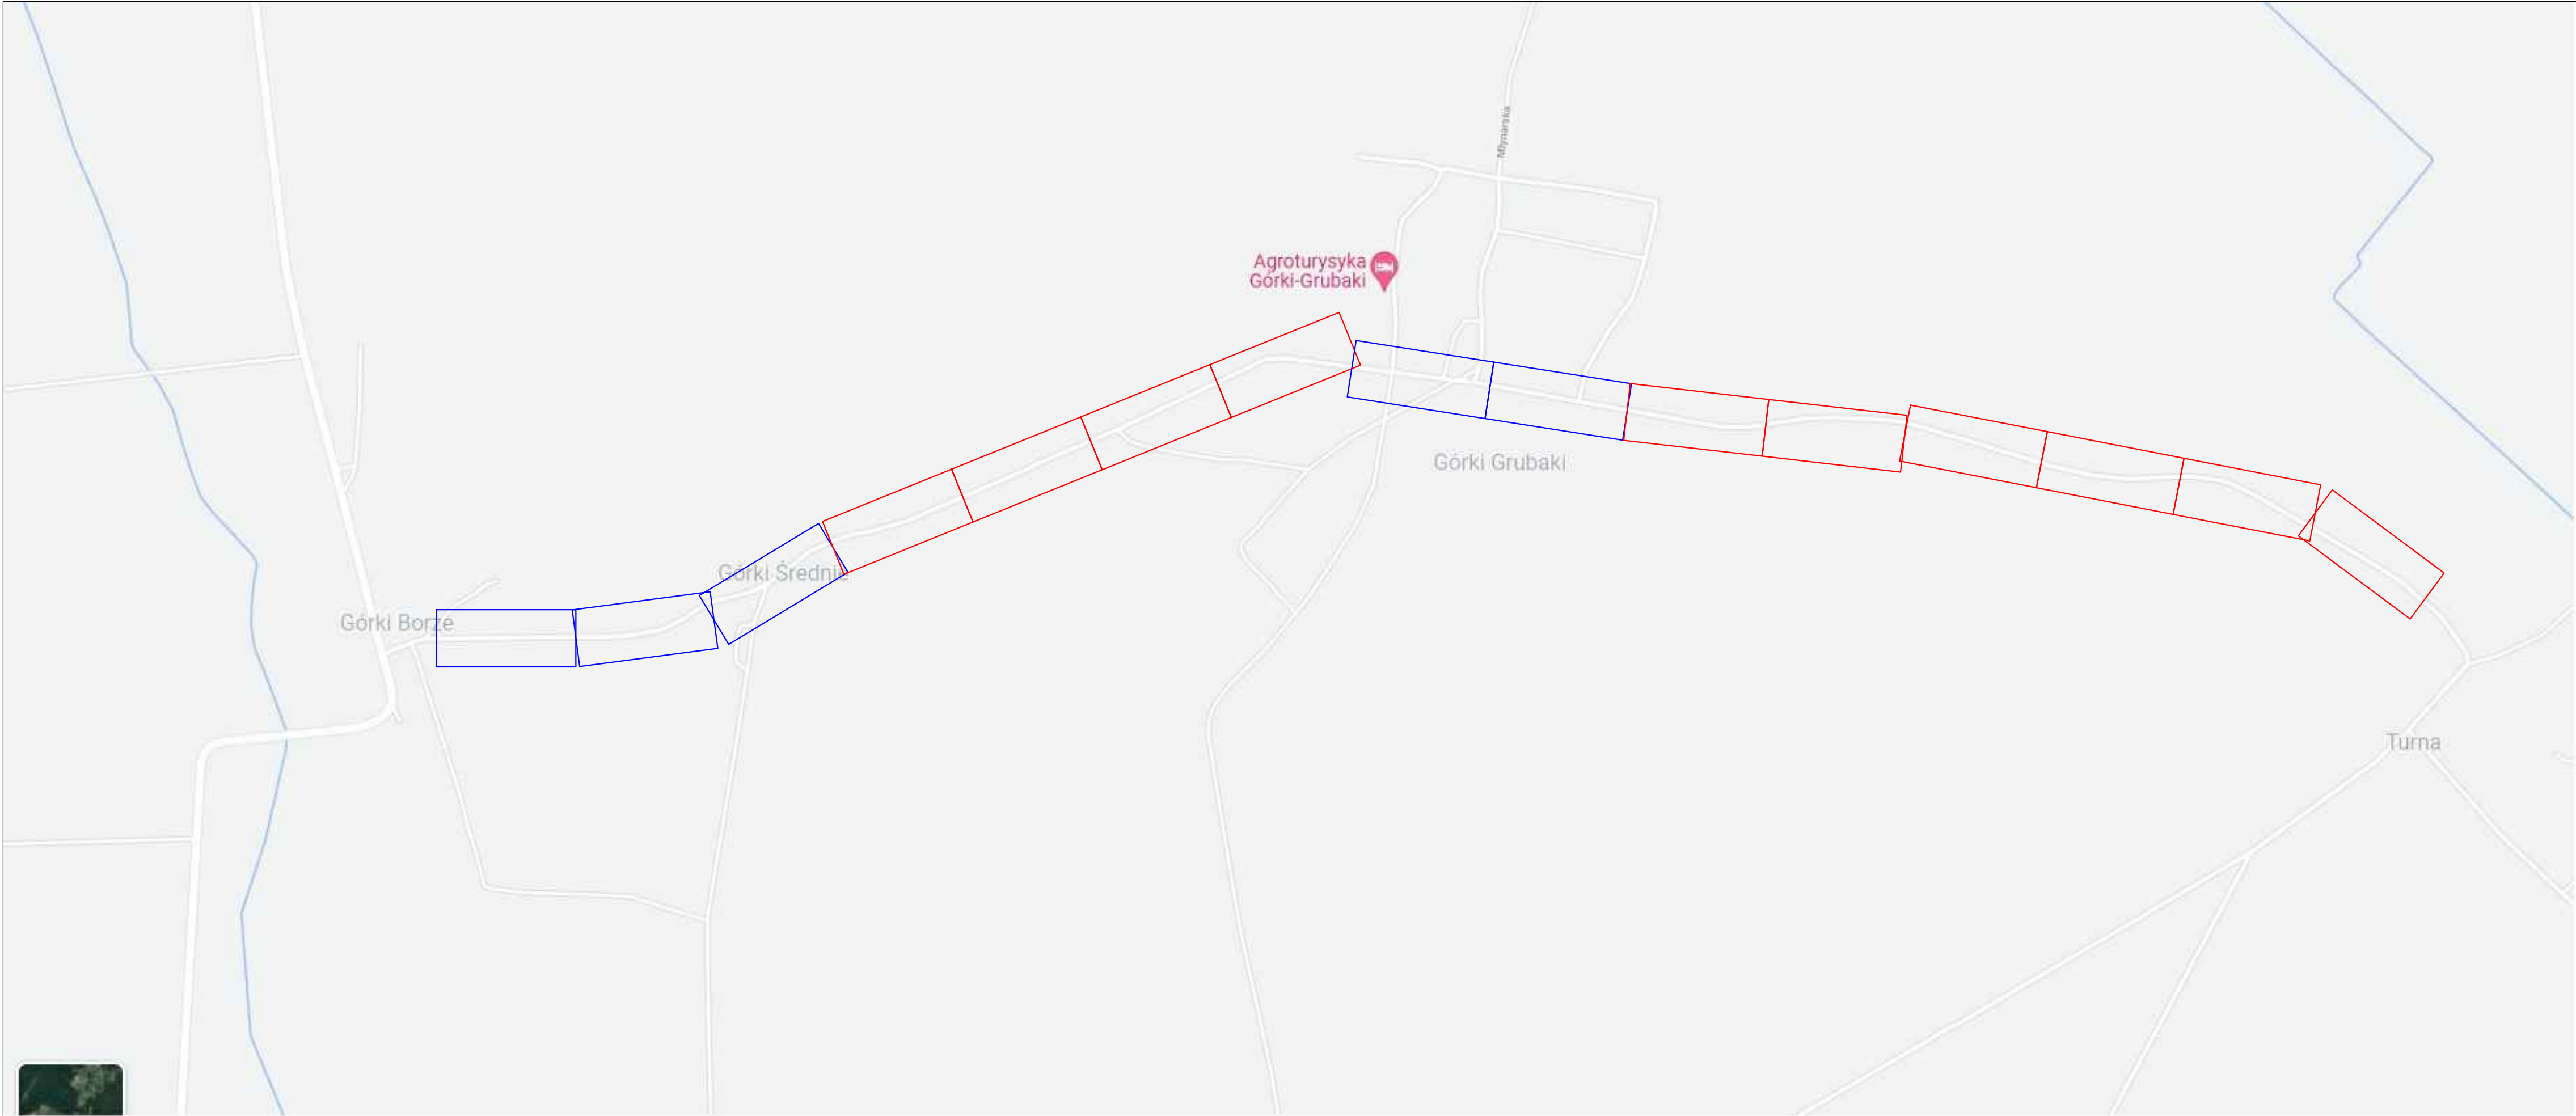 Młynarska
Agroturysyka
Górki-Grubaki
Górki Grubaki
Górki Średnie
Górki Borze
Turna